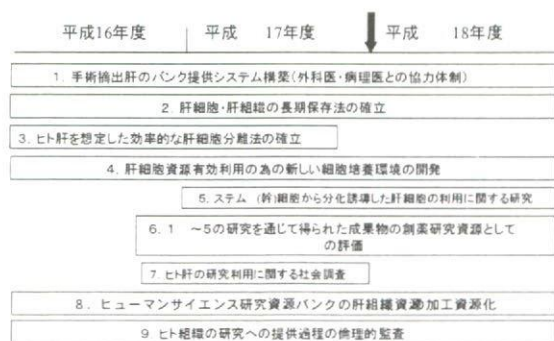 平成16年度 平成 17年度 平成 18年度
1. 手術摘出肝のバンク提供システム構築(外科医・病理医との協力体制)
2. 肝細胞・肝組織の長期保存法の確立
3. ヒト肝を想定した効率的な肝細胞分離法の確立
4. 肝細胞資源有効利用の為の新しい細胞培養環境の開発
5. ステム (幹)細胞から分化誘導した肝細胞の利用に関する研究
6. 1 ~5の研究を通じて得られた成果物の創薬研究資源として
の評価
7. ヒト肝の研究利用に関する社会調査
8. ヒューマンサイエンス研究資源バンクの肝組織資源の加工資源化
9 ヒト組織の研究への提供過程の倫理的監査